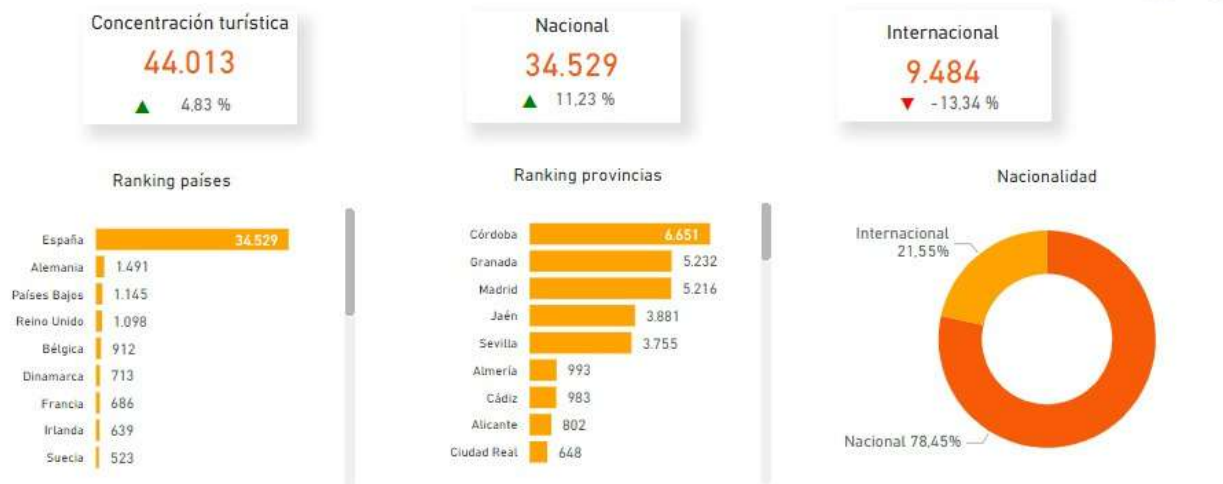 Concentración turística
44.013
▲ 4,83 %
Nacional
34.529
▲ 11,23 %
Internacional
9.484
▼ -13,34 %
Ranking países
España 34.529
Alemania 1.491
Países Bajos 1.145
Reino Unido 1.098
Bélgica 912
Dinamarca 713
Francia 686
Irlanda 639
Suecia 523
Ranking provincias
Córdoba 6.651
Granada 5.232
Madrid 5.216
Jaén 3.881
Sevilla 3.755
Almería 993
Cádiz 983
Alicante 802
Ciudad Real 648
Nacionalidad
Internacional
21,55%
Nacional 78,45%